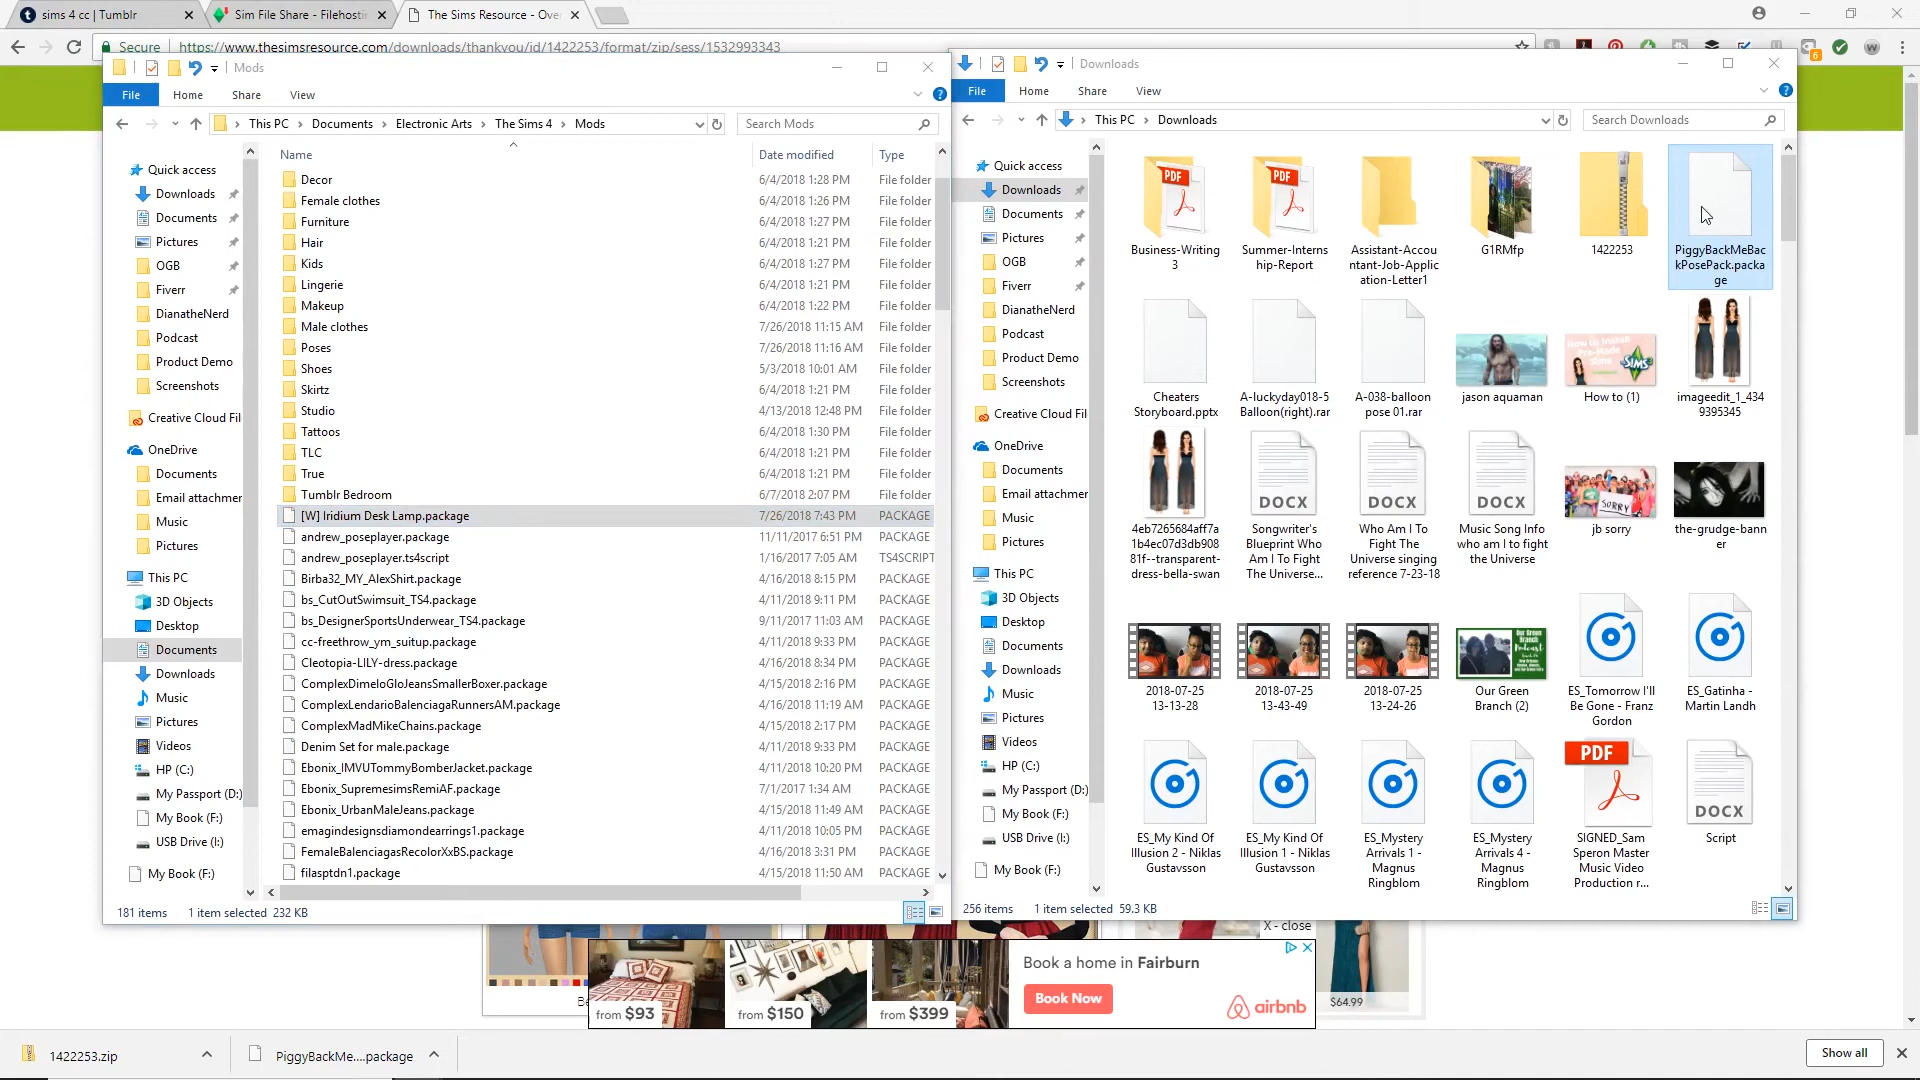 sims 4 cc | Tumblr
Sim File Share - Filehosti
The Sims Resource - Ove
Secure
https://www.thesimsresource.com/downloads/thankyou/id/1422253/format/zip/sess/1532993343
6
Mods
File Home Share View
This PC > Documents > Electronic Arts > The Sims 4 > Mods
Search Mods
Quick access
Downloads
Documents
Pictures
OGB
Fiverr
DianatheNerd
Podcast
Product Demo
Screenshots
Creative Cloud Fil
OneDrive
Documents
Email attachmer
Music
Pictures
This PC
3D Objects
Desktop
Documents
Downloads
Music
Pictures
Videos
HP (C:)
My Passport (D:)
My Book (F:)
USB Drive (I:)
My Book (F:)
Name Date modified Type
Decor 6/4/2018 1:28 PM File folder
Female clothes 6/4/2018 1:26 PM File folder
Furniture 6/4/2018 1:27 PM File folder
Hair 6/4/2018 1:21 PM File folder
Kids 6/4/2018 1:27 PM File folder
Lingerie 6/4/2018 1:21 PM File folder
Makeup 6/4/2018 1:22 PM File folder
Male clothes 7/26/2018 11:15 AM File folder
Poses 7/26/2018 11:16 AM File folder
Shoes 5/3/2018 10:01 AM File folder
Skirtz 6/4/2018 1:21 PM File folder
Studio 4/13/2018 12:48 PM File folder
Tattoos 6/4/2018 1:30 PM File folder
TLC 6/4/2018 1:21 PM File folder
True 6/4/2018 1:21 PM File folder
Tumblr Bedroom 6/7/2018 2:07 PM File folder
[W] Iridium Desk Lamp.package 7/26/2018 7:43 PM PACKAGE
andrew_poseplayer.package 11/11/2017 6:51 PM PACKAGE
andrew_poseplayer.ts4script 1/16/2017 7:05 AM TS4SCRIPT
Birba32_MY_AlexShirt.package 4/16/2018 8:15 PM PACKAGE
bs_CutOutSwimsuit_TS4.package 4/11/2018 9:11 PM PACKAGE
bs_DesignerSportsUnderwear_TS4.package 9/11/2017 11:03 AM PACKAGE
cc-freethrow_ym_suitup.package 4/11/2018 9:33 PM PACKAGE
Cleotopia-LILY-dress.package 4/16/2018 8:34 PM PACKAGE
ComplexDimeloGloJeansSmallerBoxer.package 4/15/2018 2:16 PM PACKAGE
ComplexLendarioBalenciagaRunnersAM.package 4/16/2018 11:19 AM PACKAGE
ComplexMadMikeChains.package 4/15/2018 2:17 PM PACKAGE
Denim Set for male.package 4/11/2018 9:33 PM PACKAGE
Ebonix_IMVUTommyBomberJacket.package 4/11/2018 10:20 PM PACKAGE
Ebonix_SupremesimsRemiAF.package 7/1/2017 1:34 AM PACKAGE
Ebonix_UrbanMaleJeans.package 4/15/2018 11:49 AM PACKAGE
emagindesignsdiamondearrings1.package 4/11/2018 10:05 PM PACKAGE
FemaleBalenciagasRecolorXxBS.package 4/16/2018 3:31 PM PACKAGE
filasptdn1.package 4/15/2018 11:50 AM PACKAGE
181 items 1 item selected 232 KB
Downloads
File Home Share View
This PC > Downloads
Search Downloads
Quick access
Downloads
Documents
Pictures
OGB
Fiverr
DianatheNerd
Podcast
Product Demo
Screenshots
Creative Cloud Fil
OneDrive
Documents
Email attachmer
Music
Pictures
This PC
3D Objects
Desktop
Documents
Downloads
Music
Pictures
Videos
HP (C:)
My Passport (D:)
My Book (F:)
USB Drive (I:)
My Book (F:)
PDF
Business-Writing
3
PDF
Summer-Interns
hip-Report
Assistant-Accou
ntant-Job-Applic
ation-Letter1
G1RMfp
1422253
PiggyBackMeBac
kPosePack.packa
ge
Cheaters
Storyboard.pptx
A-luckyday018-5
Balloon(right).rar
A-038-balloon
pose 01.rar
jason aquaman
How to Install
Pre-Made
Sims
How to (1)
imageedit_1_434
9395345
4eb7265684aff7a
1b4ec07d3db908
81f--transparent-
dress-bella-swan
DOCX
Songwriter's
Blueprint Who
Am I To Fight
The Universe...
DOCX
Who Am I To
Fight The
Universe singing
reference 7-23-18
DOCX
Music Song Info
who am I to fight
the Universe
SORRY
jb sorry
the-grudge-bann
er
2018-07-25
13-13-28
2018-07-25
13-43-49
2018-07-25
13-24-26
Our Green
Branch
Podcast
Our Green
Branch (2)
ES_Tomorrow I'll
Be Gone - Franz
Gordon
ES_Gatinha -
Martin Landh
ES_My Kind Of
Illusion 2 - Niklas
Gustavsson
ES_My Kind Of
Illusion 1 - Niklas
Gustavsson
ES_Mystery
Arrivals 1 -
Magnus
Ringblom
ES_Mystery
Arrivals 4 -
Magnus
Ringblom
PDF
SIGNED_Sam
Speron Master
Music Video
Production r...
DOCX
Script
256 items 1 item selected 59.3 KB
X - close
Be
from $93
from $150
from $399
Book a home in Fairburn
Book Now
airbnb
$64.99
1422253.zip
PiggyBackMe....package
Show all